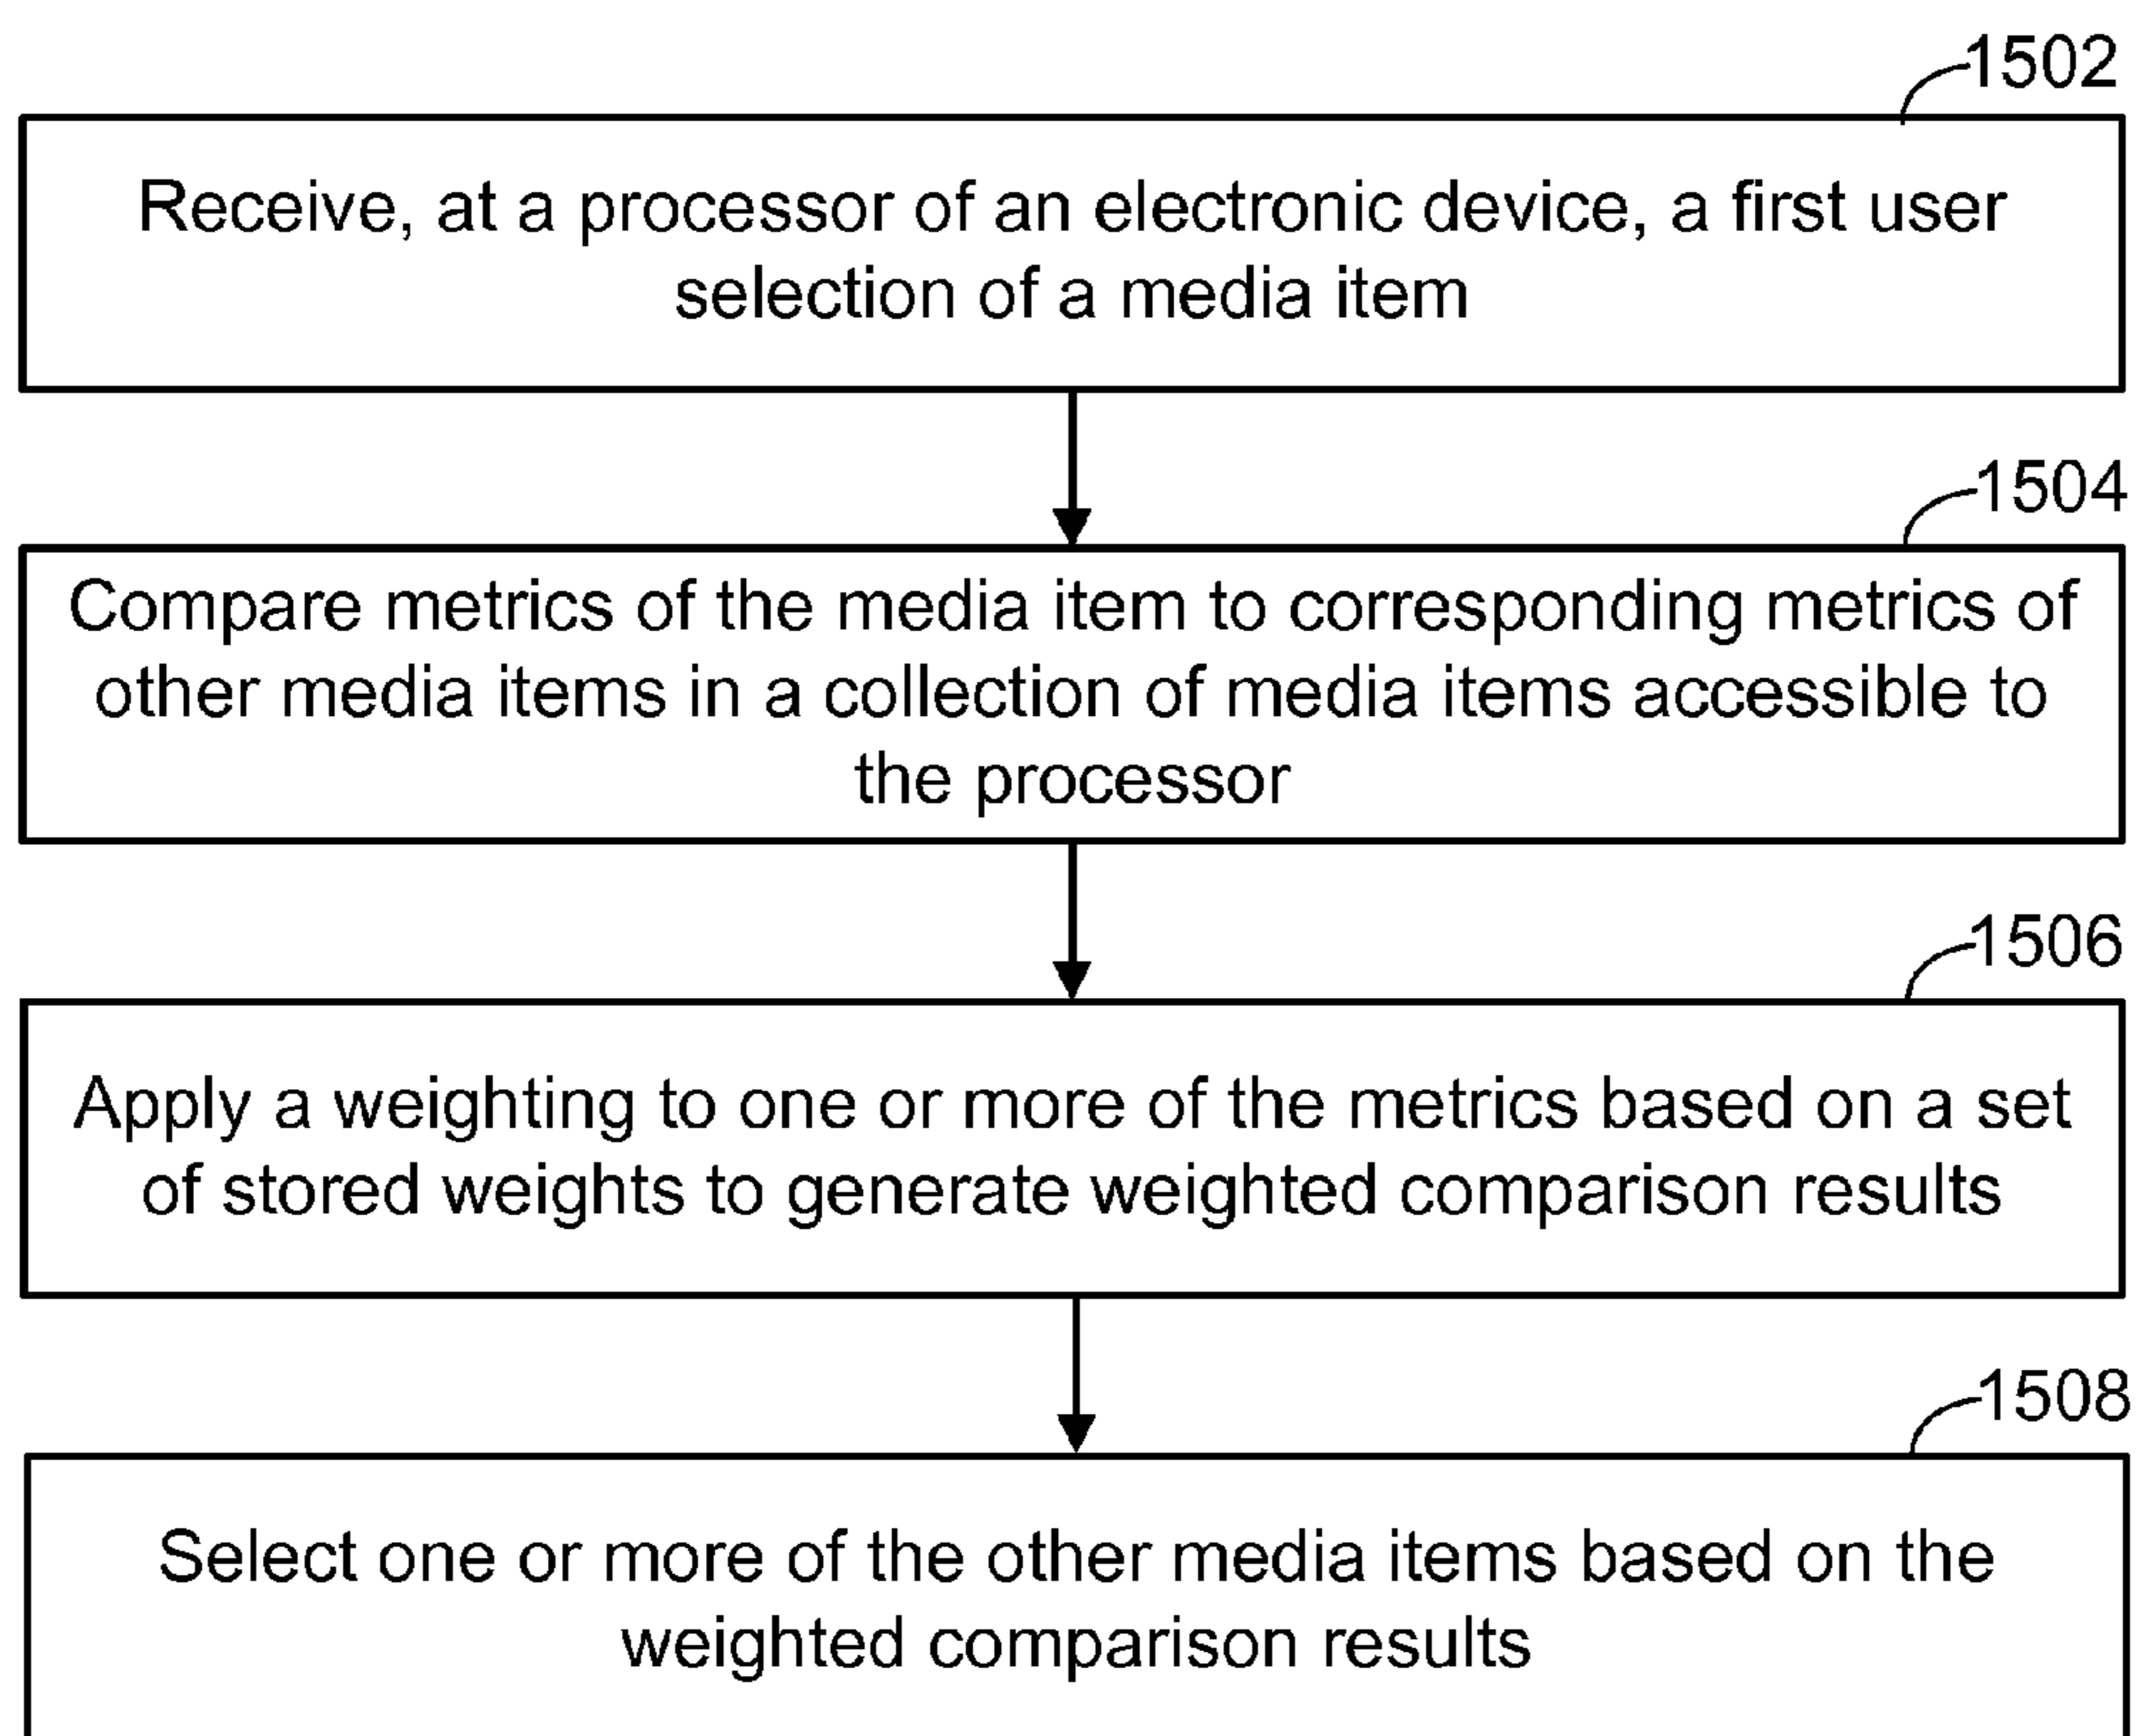 1502
Receive, at a processor of an electronic device, a first user
selection of a media item
1504
Compare metrics of the media item to corresponding metrics of
other media items in a collection of media items accessible to
the processor
1506
Apply a weighting to one or more of the metrics based on a set
of stored weights to generate weighted comparison results
1508
Select one or more of the other media items based on the
weighted comparison results